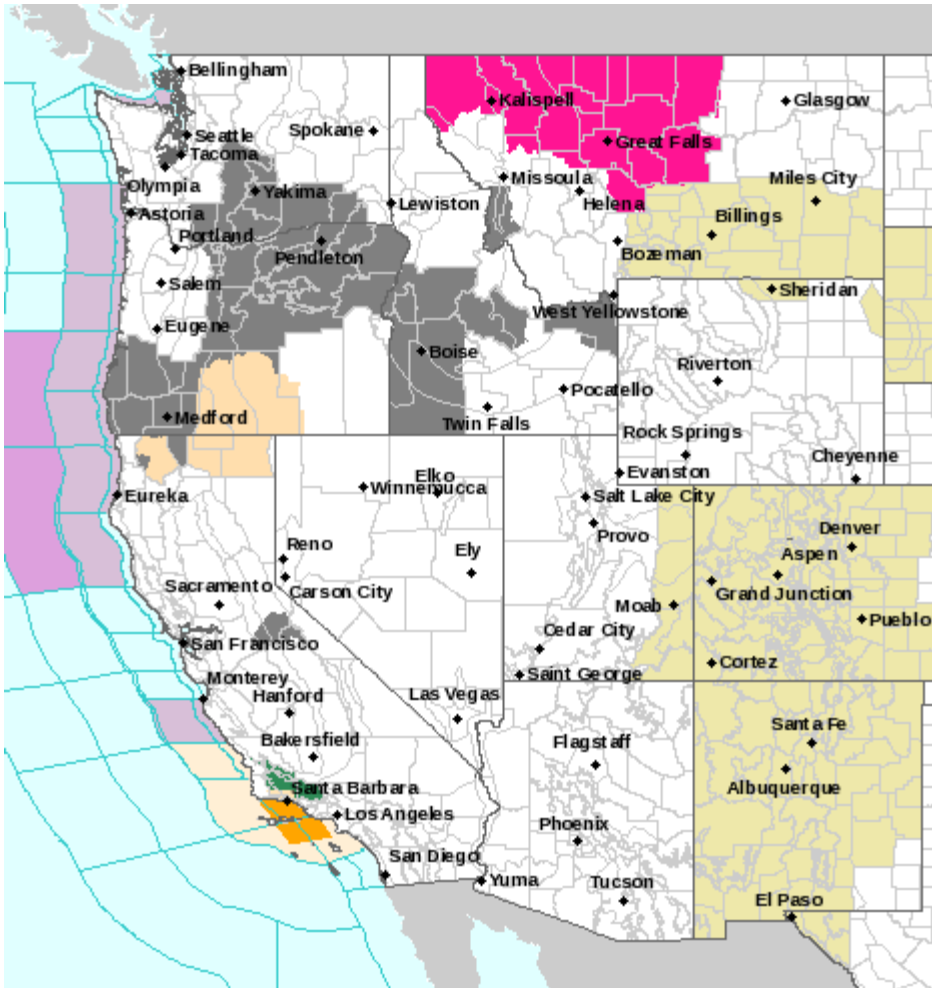 Bellingham
Kalispell
Glasgow
Spokane
Seattle
Great Falls
Tacoma
Missoula
Miles City
Olympia
Lewiston
Helena
Yakima
Astoria
Billings
Portland
Pendleton
Bozeman
Salem
Sheridan
West Yellowstone
Eugene
Boise
Riverton
Pocatello
Medford
Twin Falls
Rock Springs
Cheyenne
Elko
Evanston
Winnemucca
Eureka
Salt Lake City
Denver
Provo
Reno
Ely
Aspen
Sacramento
Carson City
Grand Junction
Moab
Pueblo
Cedar City
San Francisco
Cortez
Saint George
Monterey
Hanford
Las Vegas
Santa Fe
Bakersfield
Flagstaff
Santa Barbara
Albuquerque
Los Angeles
Phoenix
San Diego
Yuma
Tucson
El Paso